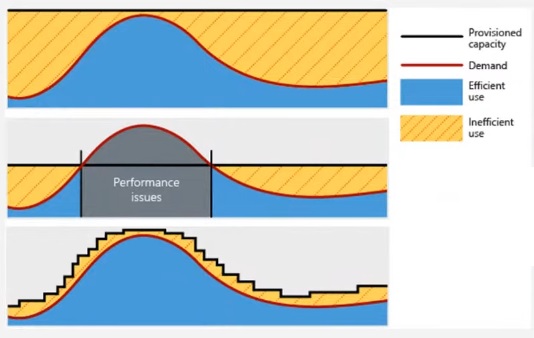 Provisioned
capacity
Demand
Efficient
use
Inefficient
use
Performance
issues